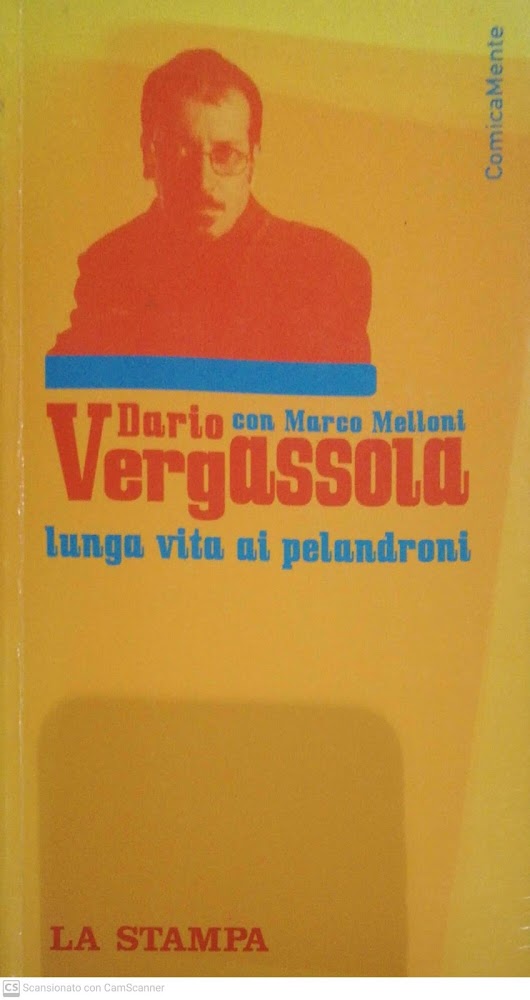 ComicaMente
Dario con Marco Melloni
Vergassola
lunga vita ai pelandroni
LA STAMPA
CS Scansionato con CamScanner